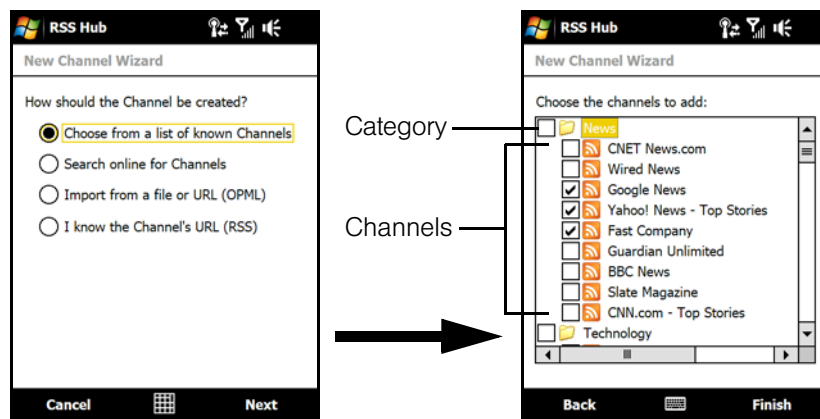 RSS Hub
New Channel Wizard
How should the Channel be created?
Choose from a list of known Channels
Search online for Channels
Import from a file or URL (OPML)
I know the Channel's URL (RSS)
Cancel
Next
Category
Channels
RSS Hub
New Channel Wizard
Choose the channels to add:
News
CNET News.com
Wired News
Google News
Yahoo! News - Top Stories
Fast Company
Guardian Unlimited
BBC News
Slate Magazine
CNN.com - Top Stories
Technology
Back
Finish